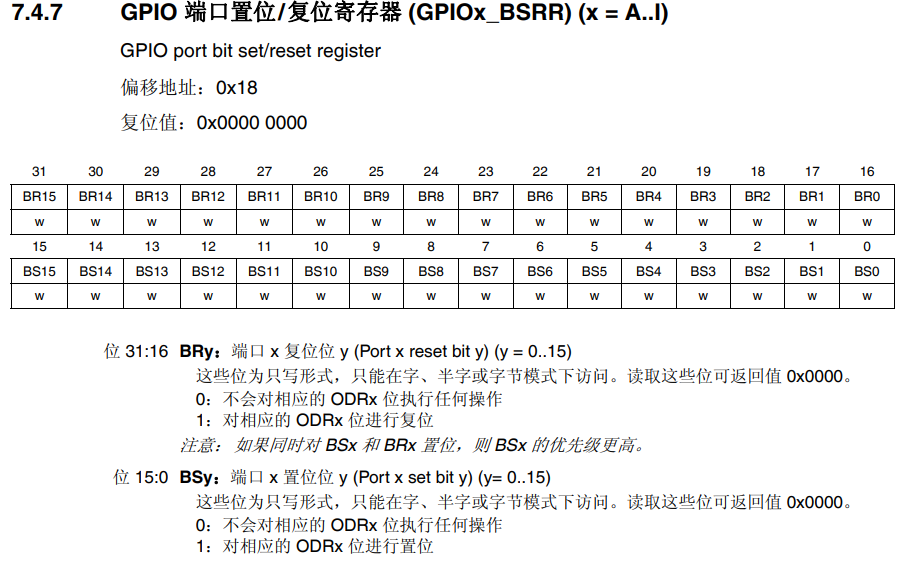 7.4.7 GPIO 端口置位/复位寄存器 (GPIOx_BSRR) (x = A..I)
GPIO port bit set/reset register
偏移地址：0x18
复位值：0x0000 0000
31 30 29 28 27 26 25 24 23 22 21 20 19 18 17 16
BR15 BR14 BR13 BR12 BR11 BR10 BR9 BR8 BR7 BR6 BR5 BR4 BR3 BR2 BR1 BR0
w w w w w w w w w w w w w w w w
15 14 13 12 11 10 9 8 7 6 5 4 3 2 1 0
BS15 BS14 BS13 BS12 BS11 BS10 BS9 BS8 BS7 BS6 BS5 BS4 BS3 BS2 BS1 BS0
w w w w w w w w w w w w w w w w
位 31:16 BRy：端口 x 复位位 y (Port x reset bit y) (y = 0..15)
这些位为只写形式，只能在字、半字或字节模式下访问。读取这些位可返回值 0x0000。
0：不会对相应的 ODRx 位执行任何操作
1：对相应的 ODRx 位进行复位
注意：如果同时对 BSx 和 BRx 置位，则 BSx 的优先级更高。
位 15:0 BSy：端口 x 置位位 y (Port x set bit y) (y= 0..15)
这些位为只写形式，只能在字、半字或字节模式下访问。读取这些位可返回值 0x0000。
0：不会对相应的 ODRx 位执行任何操作
1：对相应的 ODRx 位进行置位